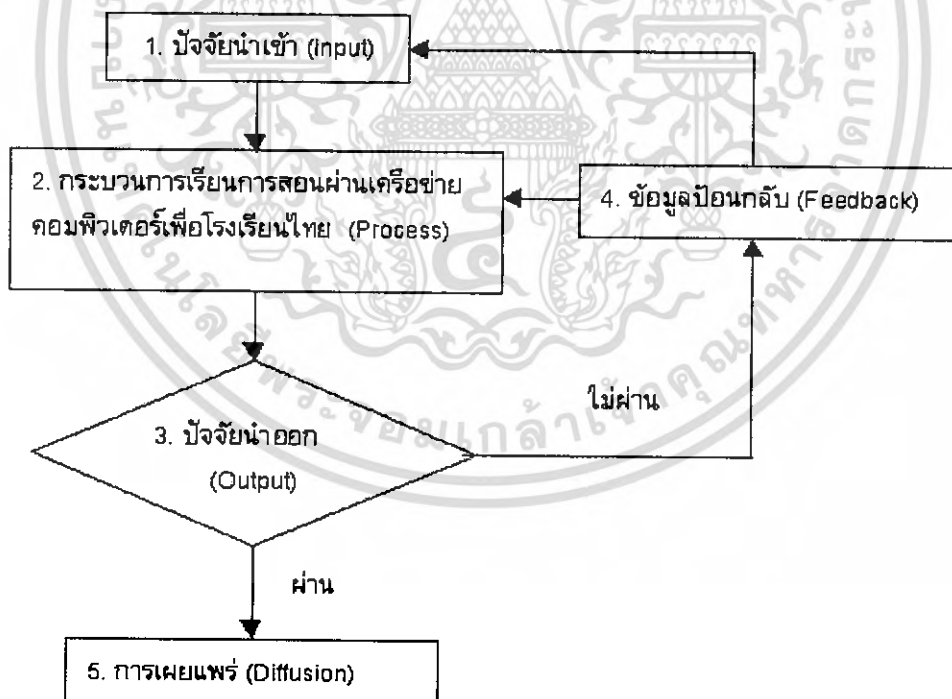 1. ปัจจัยนำเข้า (Input)
2. กระบวนการเรียนการสอนผ่านเครือข่าย
คอมพิวเตอร์เพื่อโรงเรียนไทย (Process)
4. ข้อมูลป้อนกลับ (Feedback)
ไม่ผ่าน
3. ปัจจัยนำออก
(Output)
ผ่าน
5. การเผยแพร่ (Diffusion)